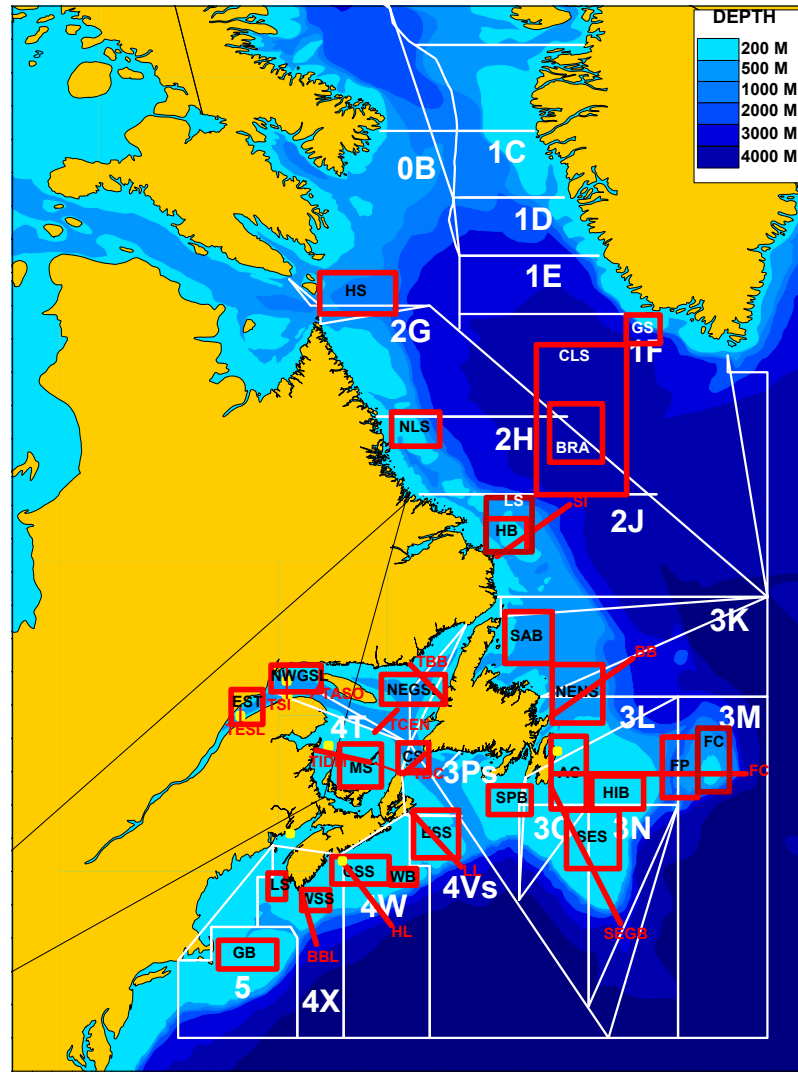 DEPTH
200 M
500 M
1000 M
2000 M
3000 M
4000 M
1C
0B
1D
1E
HS
2G
GS
1F
CLS
NLS
2H
BRA
LS
SI
2J
HB
3K
SAB
BB
TBB
NWGSL
NEGSL
TASO
NENS
EST
TSI
3L
3M
TESL
4T
TCEN
FC
CS
3Ps
TIDM
MS
TDC
AC
FP
FC
SPB
HIB
3O
3N
ESS
SES
LL
CSS
WB
4Vs
LS
WSS
4W
HL
SEGB
GB
BBL
5
4X